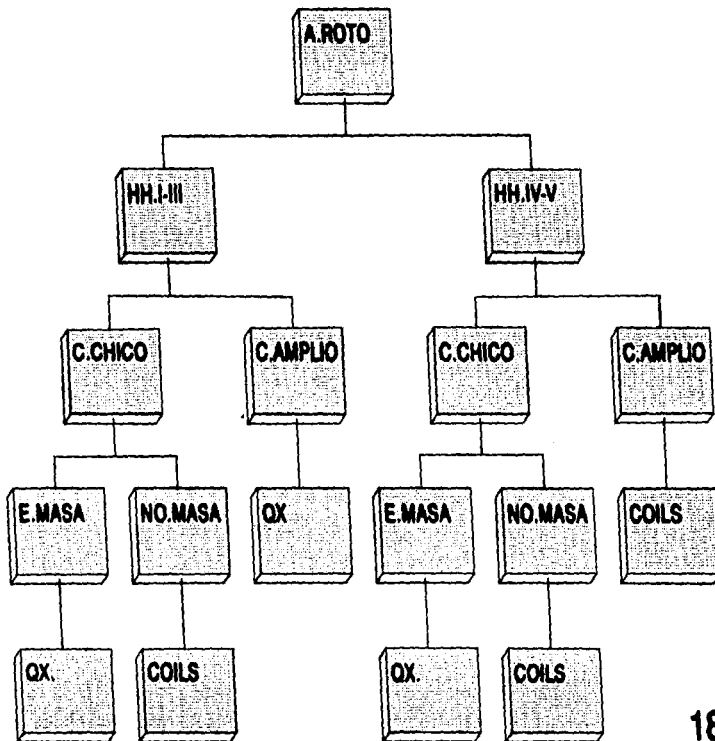 A.ROTO
HH.I-III
HH.IV-V
C.CHICO
C.AMPLIO
C.CHICO
C.AMPLIO
E.MASA
NO.MASA
QX
E.MASA
NO.MASA
COILS
QX.
COILS
QX.
COILS
18